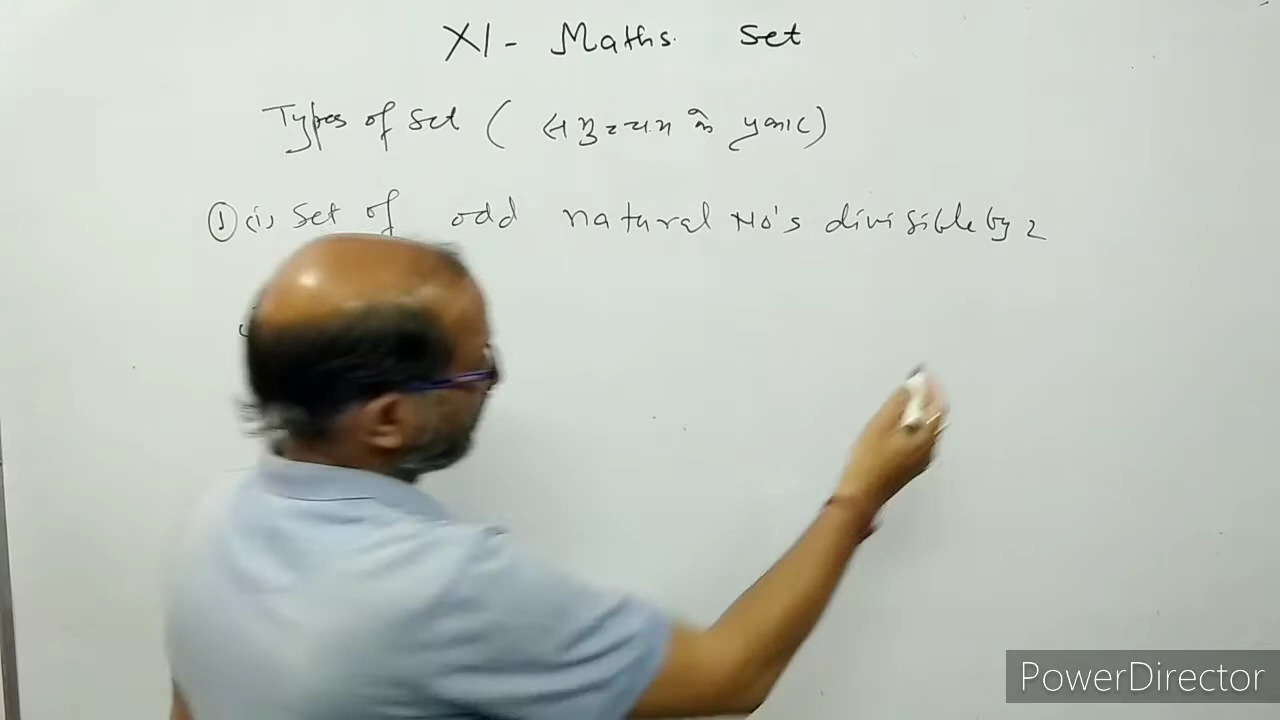 XI - Maths. Set
Types of Set ( समुच्चय के प्रकार )
① (i) Set of odd natural No's divisible by 2
PowerDirector